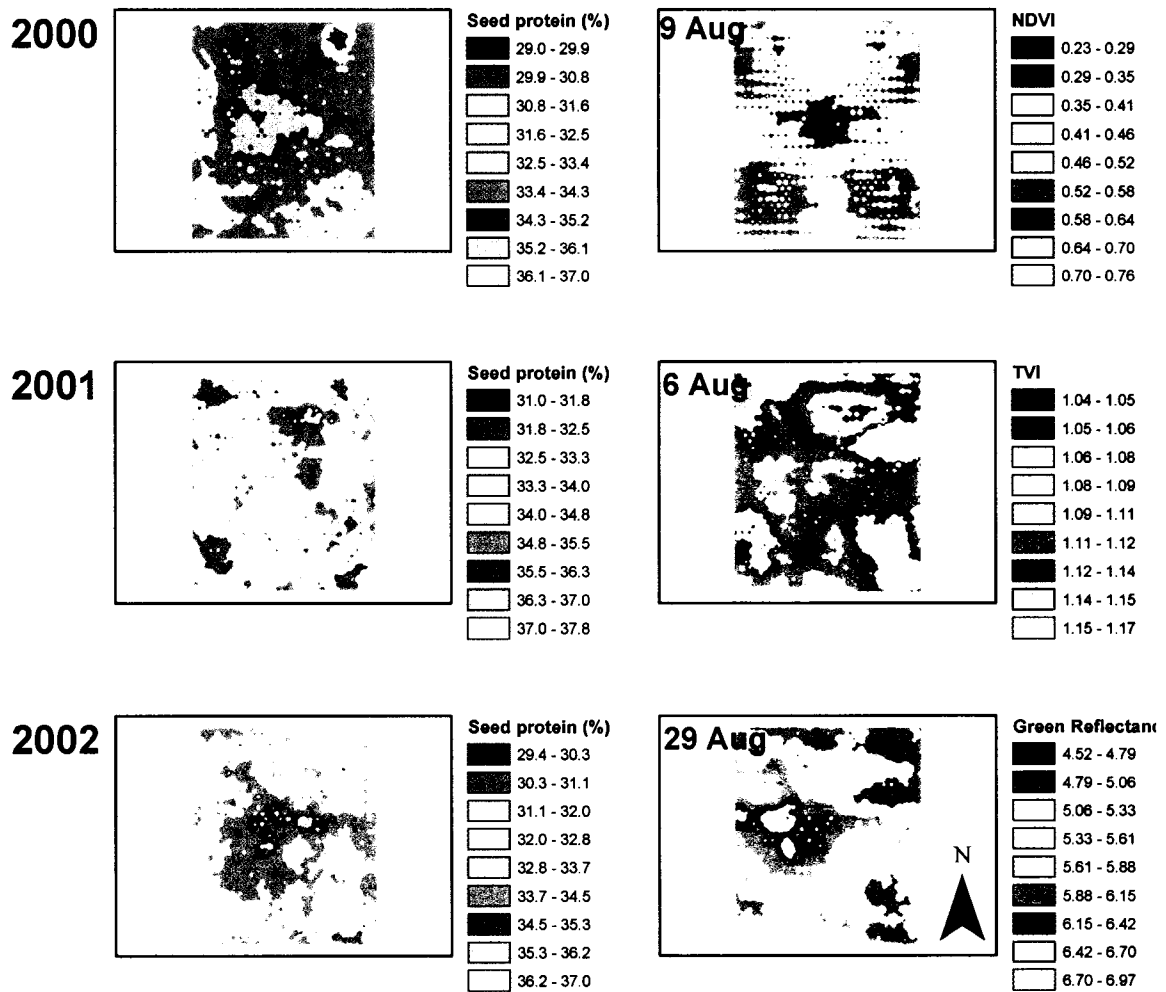 2000
Seed protein (%)
29.0 - 29.9
29.9 - 30.8
30.8 - 31.6
31.6 - 32.5
32.5 - 33.4
33.4 - 34.3
34.3 - 35.2
35.2 - 36.1
36.1 - 37.0
9 Aug
NDVI
0.23 - 0.29
0.29 - 0.35
0.35 - 0.41
0.41 - 0.46
0.46 - 0.52
0.52 - 0.58
0.58 - 0.64
0.64 - 0.70
0.70 - 0.76
2001
Seed protein (%)
31.0 - 31.8
31.8 - 32.5
32.5 - 33.3
33.3 - 34.0
34.0 - 34.8
34.8 - 35.5
35.5 - 36.3
36.3 - 37.0
37.0 - 37.8
6 Aug
TVI
1.04 - 1.05
1.05 - 1.06
1.06 - 1.08
1.08 - 1.09
1.09 - 1.11
1.11 - 1.12
1.12 - 1.14
1.14 - 1.15
1.15 - 1.17
2002
Seed protein (%)
29.4 - 30.3
30.3 - 31.1
31.1 - 32.0
32.0 - 32.8
32.8 - 33.7
33.7 - 34.5
34.5 - 35.3
35.3 - 36.2
36.2 - 37.0
29 Aug
Green Reflectanc
4.52 - 4.79
4.79 - 5.06
5.06 - 5.33
5.33 - 5.61
5.61 - 5.88
5.88 - 6.15
6.15 - 6.42
6.42 - 6.70
6.70 - 6.97
N